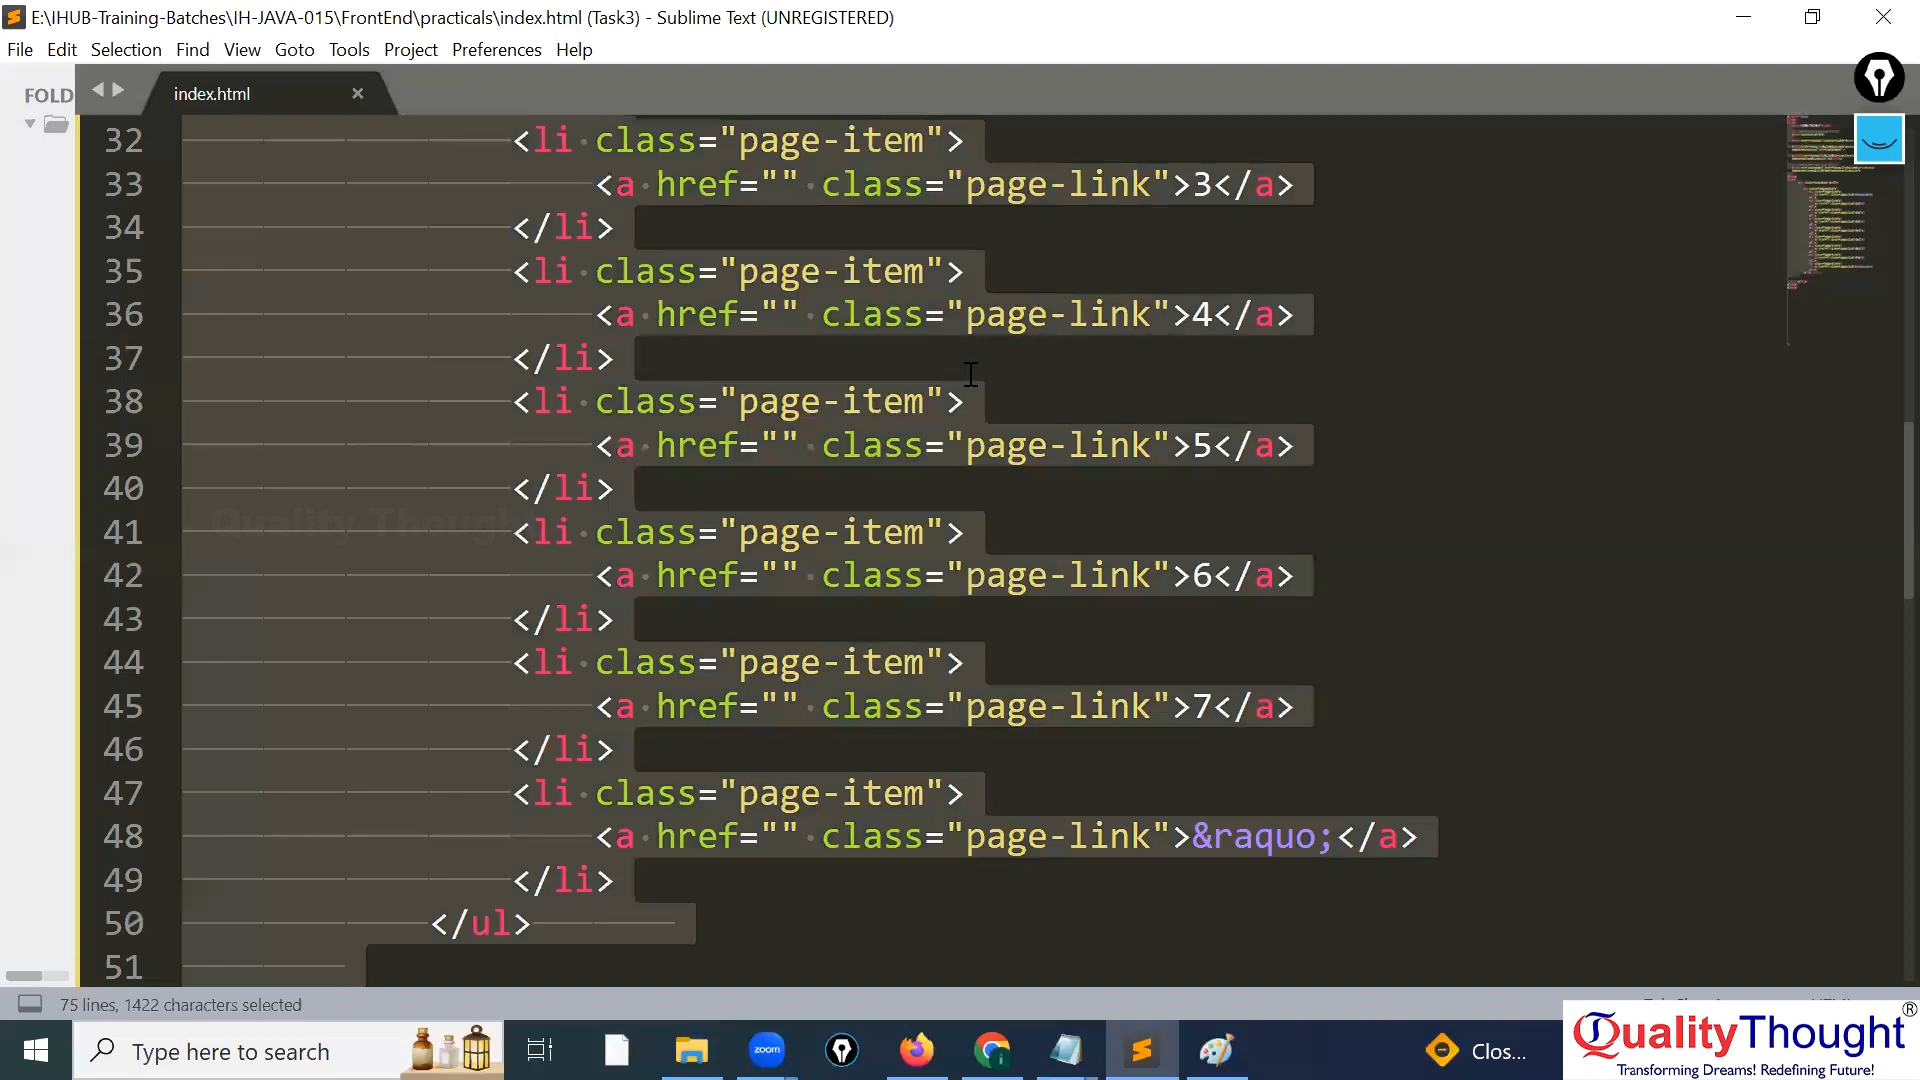 E:\IHUB-Training-Batches\IH-JAVA-015\FrontEnd\practicals\index.html (Task3) - Sublime Text (UNREGISTERED)
File Edit Selection Find View Goto Tools Project Preferences Help
FOLD
index.html
32 <li class="page-item">
33 <a href="" class="page-link">3</a>
34 </li>
35 <li class="page-item">
36 <a href="" class="page-link">4</a>
37 </li>
38 <li class="page-item">
39 <a href="" class="page-link">5</a>
40 </li>
41 <li class="page-item">
42 <a href="" class="page-link">6</a>
43 </li>
44 <li class="page-item">
45 <a href="" class="page-link">7</a>
46 </li>
47 <li class="page-item">
48 <a href="" class="page-link">&raquo;</a>
49 </li>
50 </ul>
51
Quality Thought
75 lines, 1422 characters selected
Type here to search
zoom
Clos...
QualityThought®
Transforming Dreams! Redefining Future!